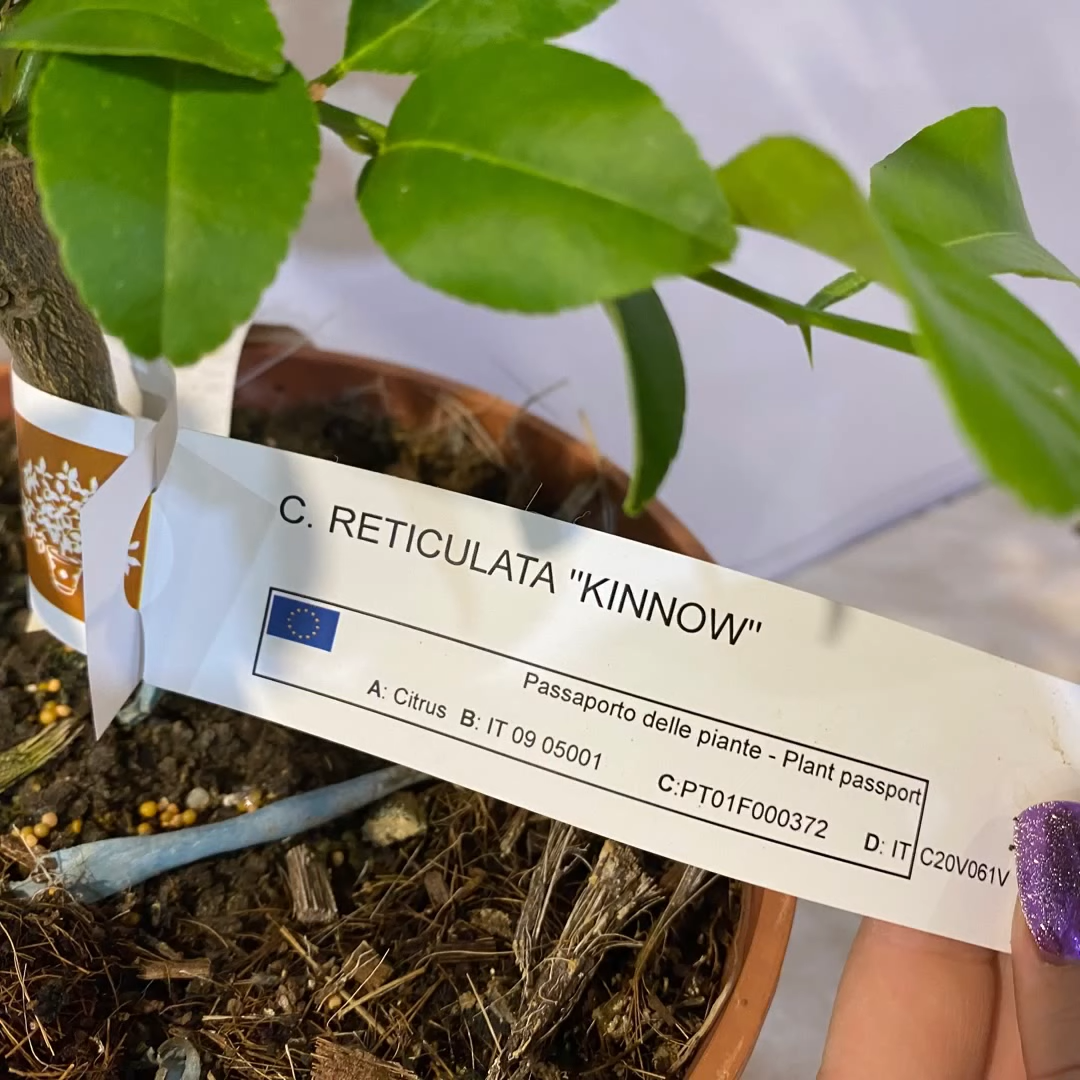 C. RETICULATA "KINNOW"
Passaporto delle piante - Plant passport
A: Citrus B: IT 09 05001 C:PT01F000372 D: IT C20V061V